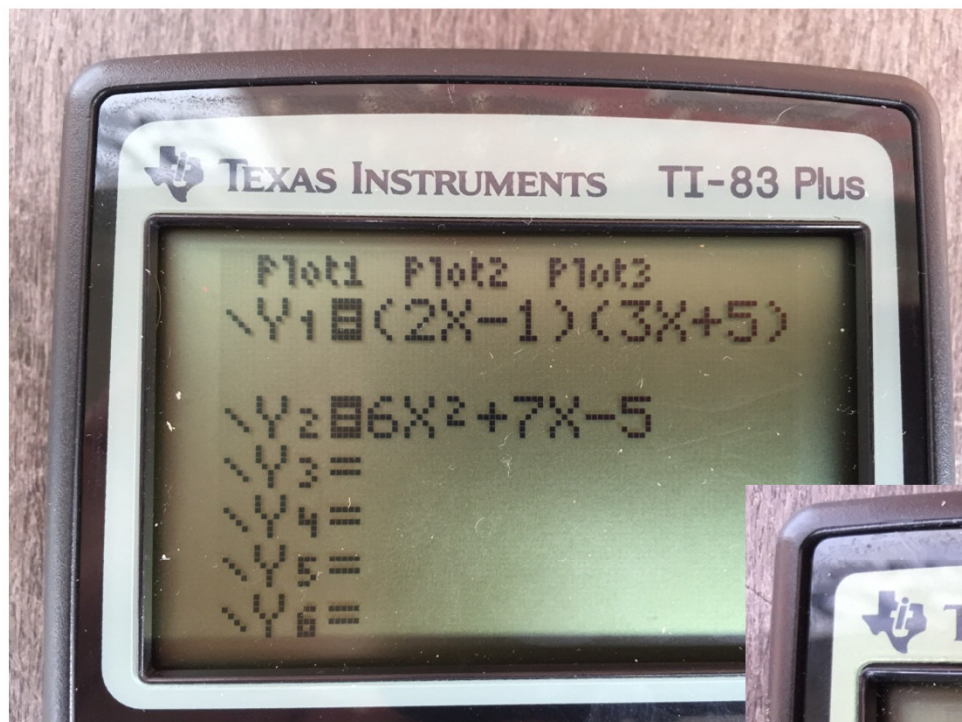 TEXAS INSTRUMENTS TI-83 Plus
Plot1 Plot2 Plot3
\Y₁=(2X-1)(3X+5)
\Y₂=6X²+7X-5
\Y₃=
\Y₄=
\Y₅=
\Y₆=